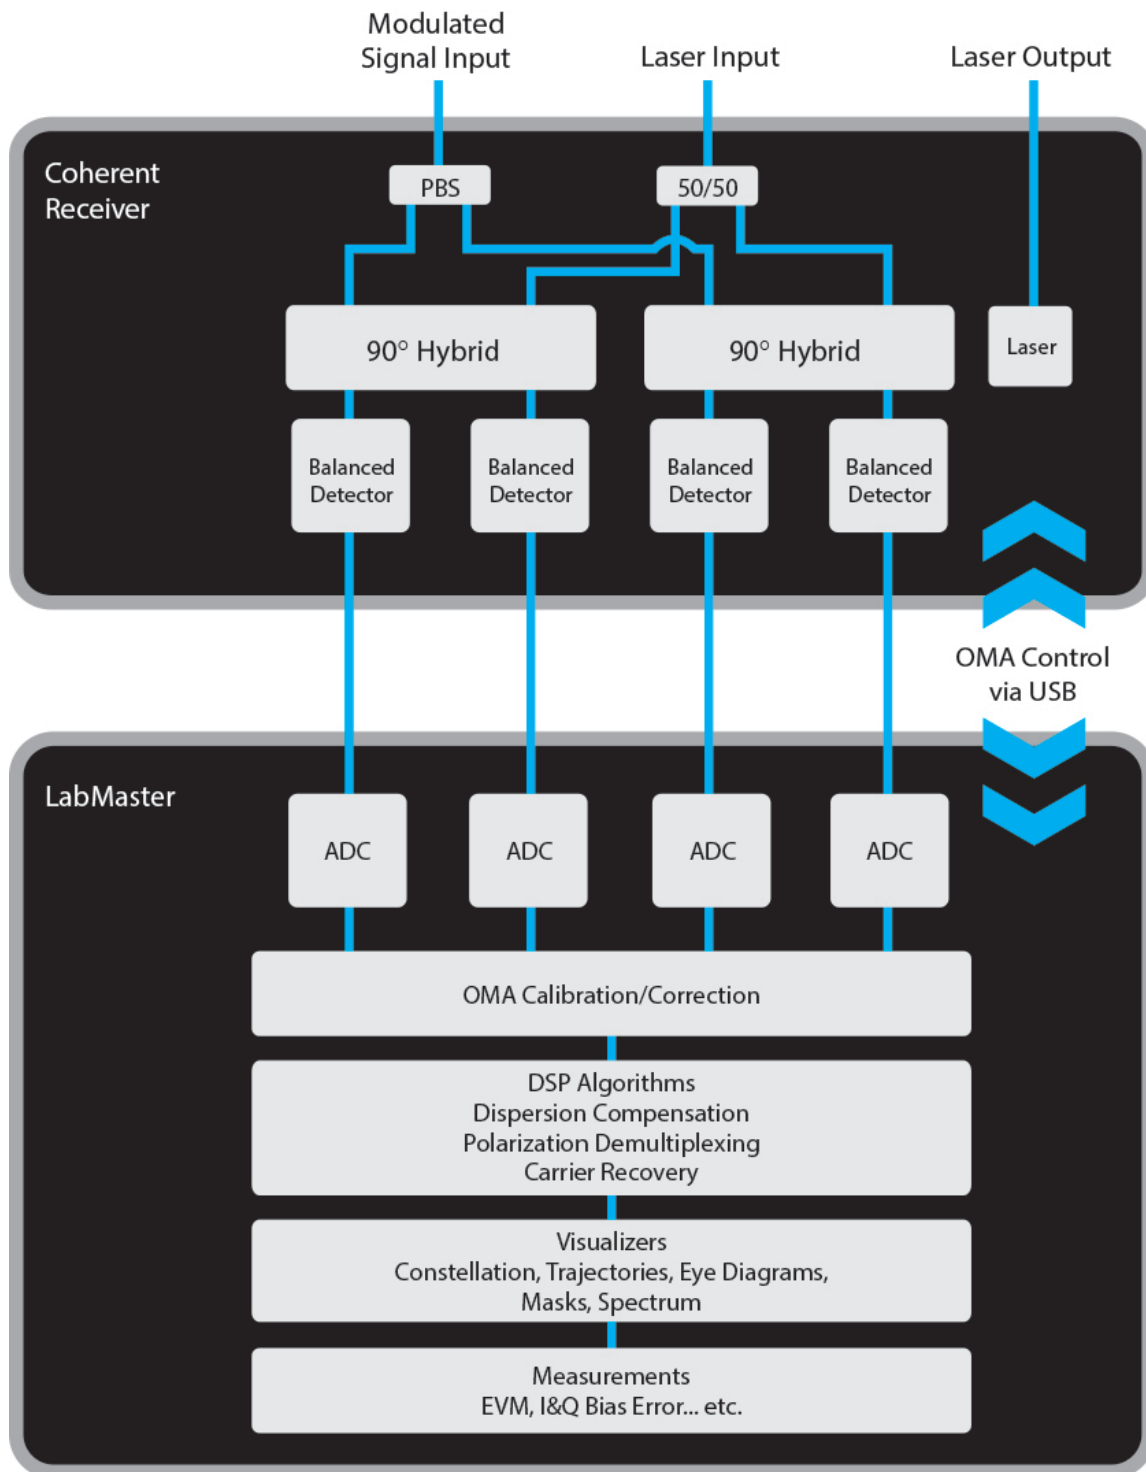 Modulated
Signal Input
Laser Input
Laser Output
Coherent
Receiver
PBS
50/50
90° Hybrid
90° Hybrid
Laser
Balanced
Detector
Balanced
Detector
Balanced
Detector
Balanced
Detector
OMA Control
via USB
LabMaster
ADC
ADC
ADC
ADC
OMA Calibration/Correction
DSP Algorithms
Dispersion Compensation
Polarization Demultiplexing
Carrier Recovery
Visualizers
Constellation, Trajectories, Eye Diagrams,
Masks, Spectrum
Measurements
EVM, I&Q Bias Error... etc.